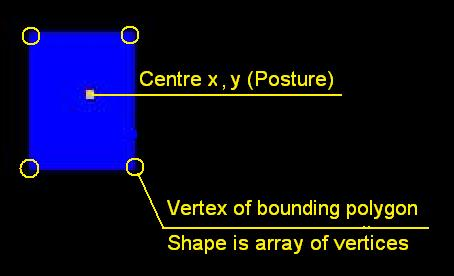 Centre x, y (Posture)
Vertex of bounding polygon
Shape is array of vertices